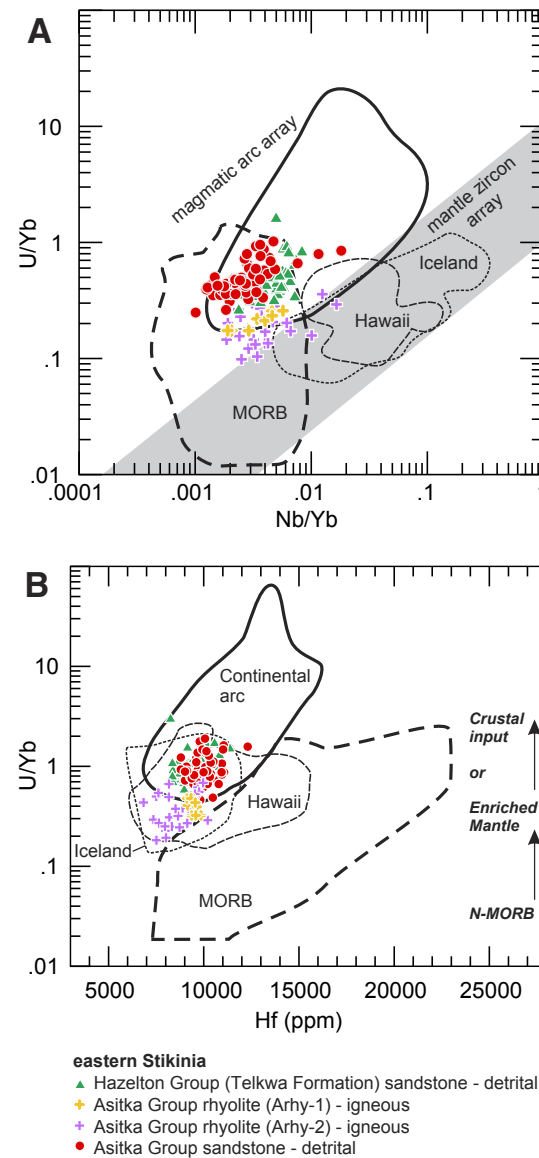 A
10
1
.1
.01
U/Yb
magmatic arc array
mantle zircon
array
Iceland
Hawaii
MORB
.0001
.001
.01
.1
1
Nb/Yb
B
10
1
.1
.01
U/Yb
Continental
arc
Hawaii
Iceland
MORB
Crustal
input
or
Enriched
Mantle
N-MORB
5000
10000
15000
20000
25000
Hf (ppm)
eastern Stikinia
Hazelton Group (Telkwa Formation) sandstone - detrital
Asitka Group rhyolite (Arhy-1) - igneous
Asitka Group rhyolite (Arhy-2) - igneous
Asitka Group sandstone - detrital